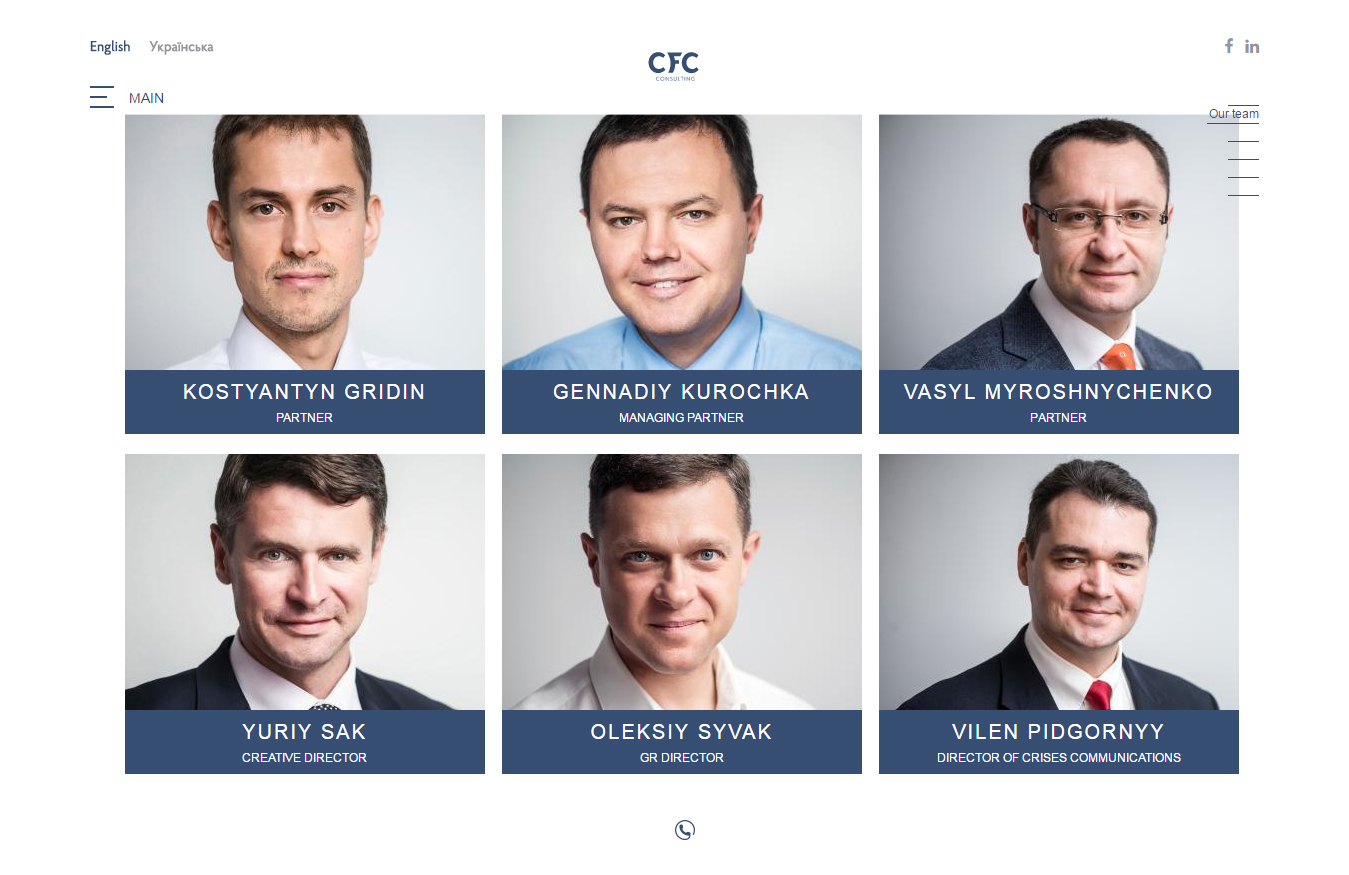 English Українська
CFC
CONSULTING
MAIN
Our team
KOSTYANTYN GRIDIN
PARTNER
GENNADIY KUROCHKA
MANAGING PARTNER
VASYL MYROSHNYCHENKO
PARTNER
YURIY SAK
CREATIVE DIRECTOR
OLEKSIY SYVAK
GR DIRECTOR
VILEN PIDGORNYY
DIRECTOR OF CRISES COMMUNICATIONS